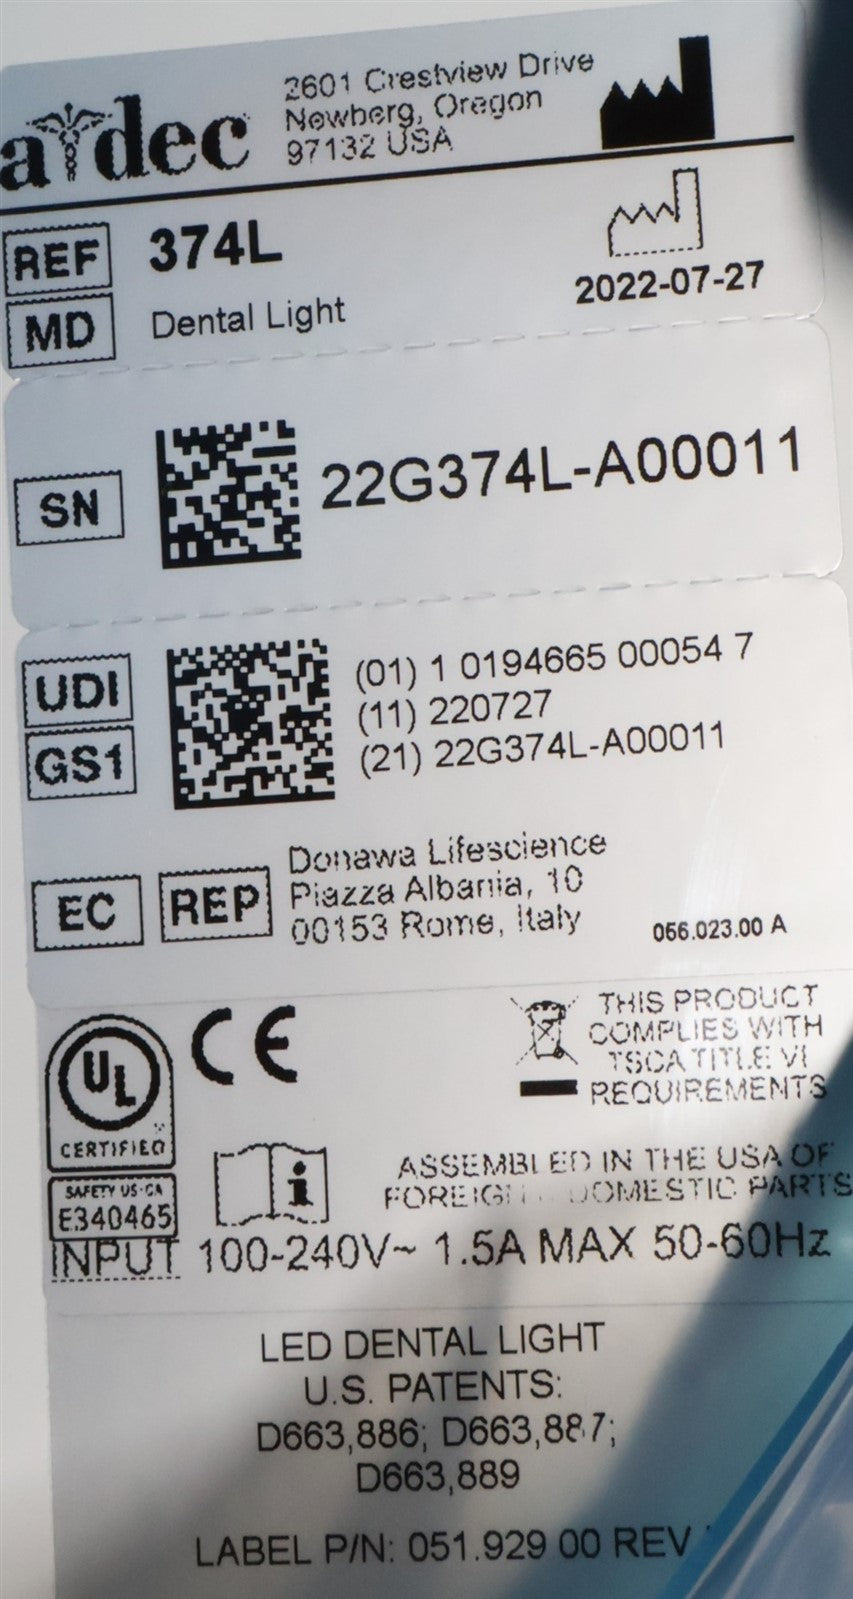 a dec
2601 Crestview Drive
Newberg, Oregon
97132 USA
REF 374L
MD Dental Light
2022-07-27
SN 22G374L-A00011
UDI (01) 1 0194665 00054 7
(11) 220727
GS1 (21) 22G374L-A00011
EC REP Donawa Lifescience
Piazza Albania, 10
00153 Rome, Italy
056.023.00 A
UL CE
CERTIFIED
SAFETY US-CA
E340465
THIS PRODUCT
COMPLIES WITH
TSCA TITLE VI
REQUIREMENTS
i
ASSEMBLED IN THE USA OF
FOREIGN DOMESTIC PARTS
INPUT 100-240V~ 1.5A MAX 50-60Hz
LED DENTAL LIGHT
U.S. PATENTS:
D663,886; D663,887;
D663,889
LABEL P/N: 051.929 00 REV